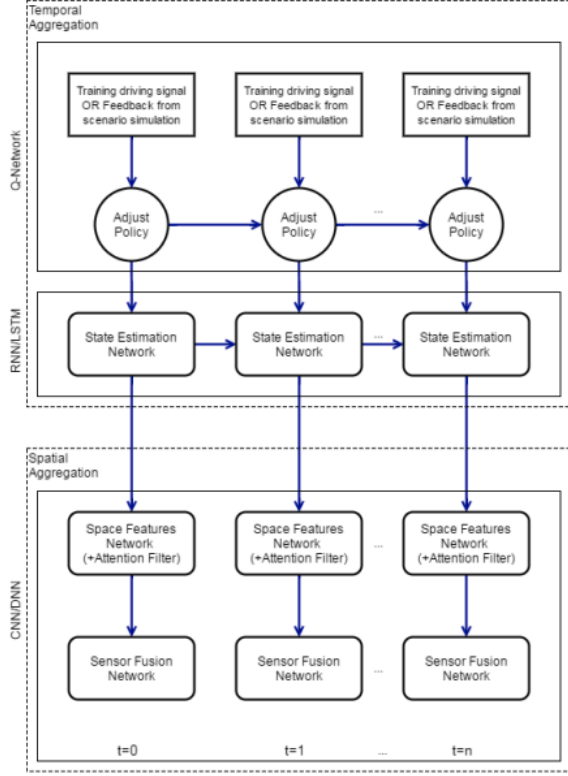 Temporal
Aggregation
Q-Network
Training driving signal
OR Feedback from
scenario simulation
Training driving signal
OR Feedback from
scenario simulation
Training driving signal
OR Feedback from
scenario simulation
Adjust
Policy
Adjust
Policy
...
Adjust
Policy
RNN/LSTM
State Estimation
Network
State Estimation
Network
...
State Estimation
Network
Spatial
Aggregation
CNN/DNN
Space Features
Network
(+Attention Filter)
Space Features
Network
(+Attention Filter)
...
Space Features
Network
(+Attention Filter)
Sensor Fusion
Network
Sensor Fusion
Network
...
Sensor Fusion
Network
t=0
t=1
...
t=n